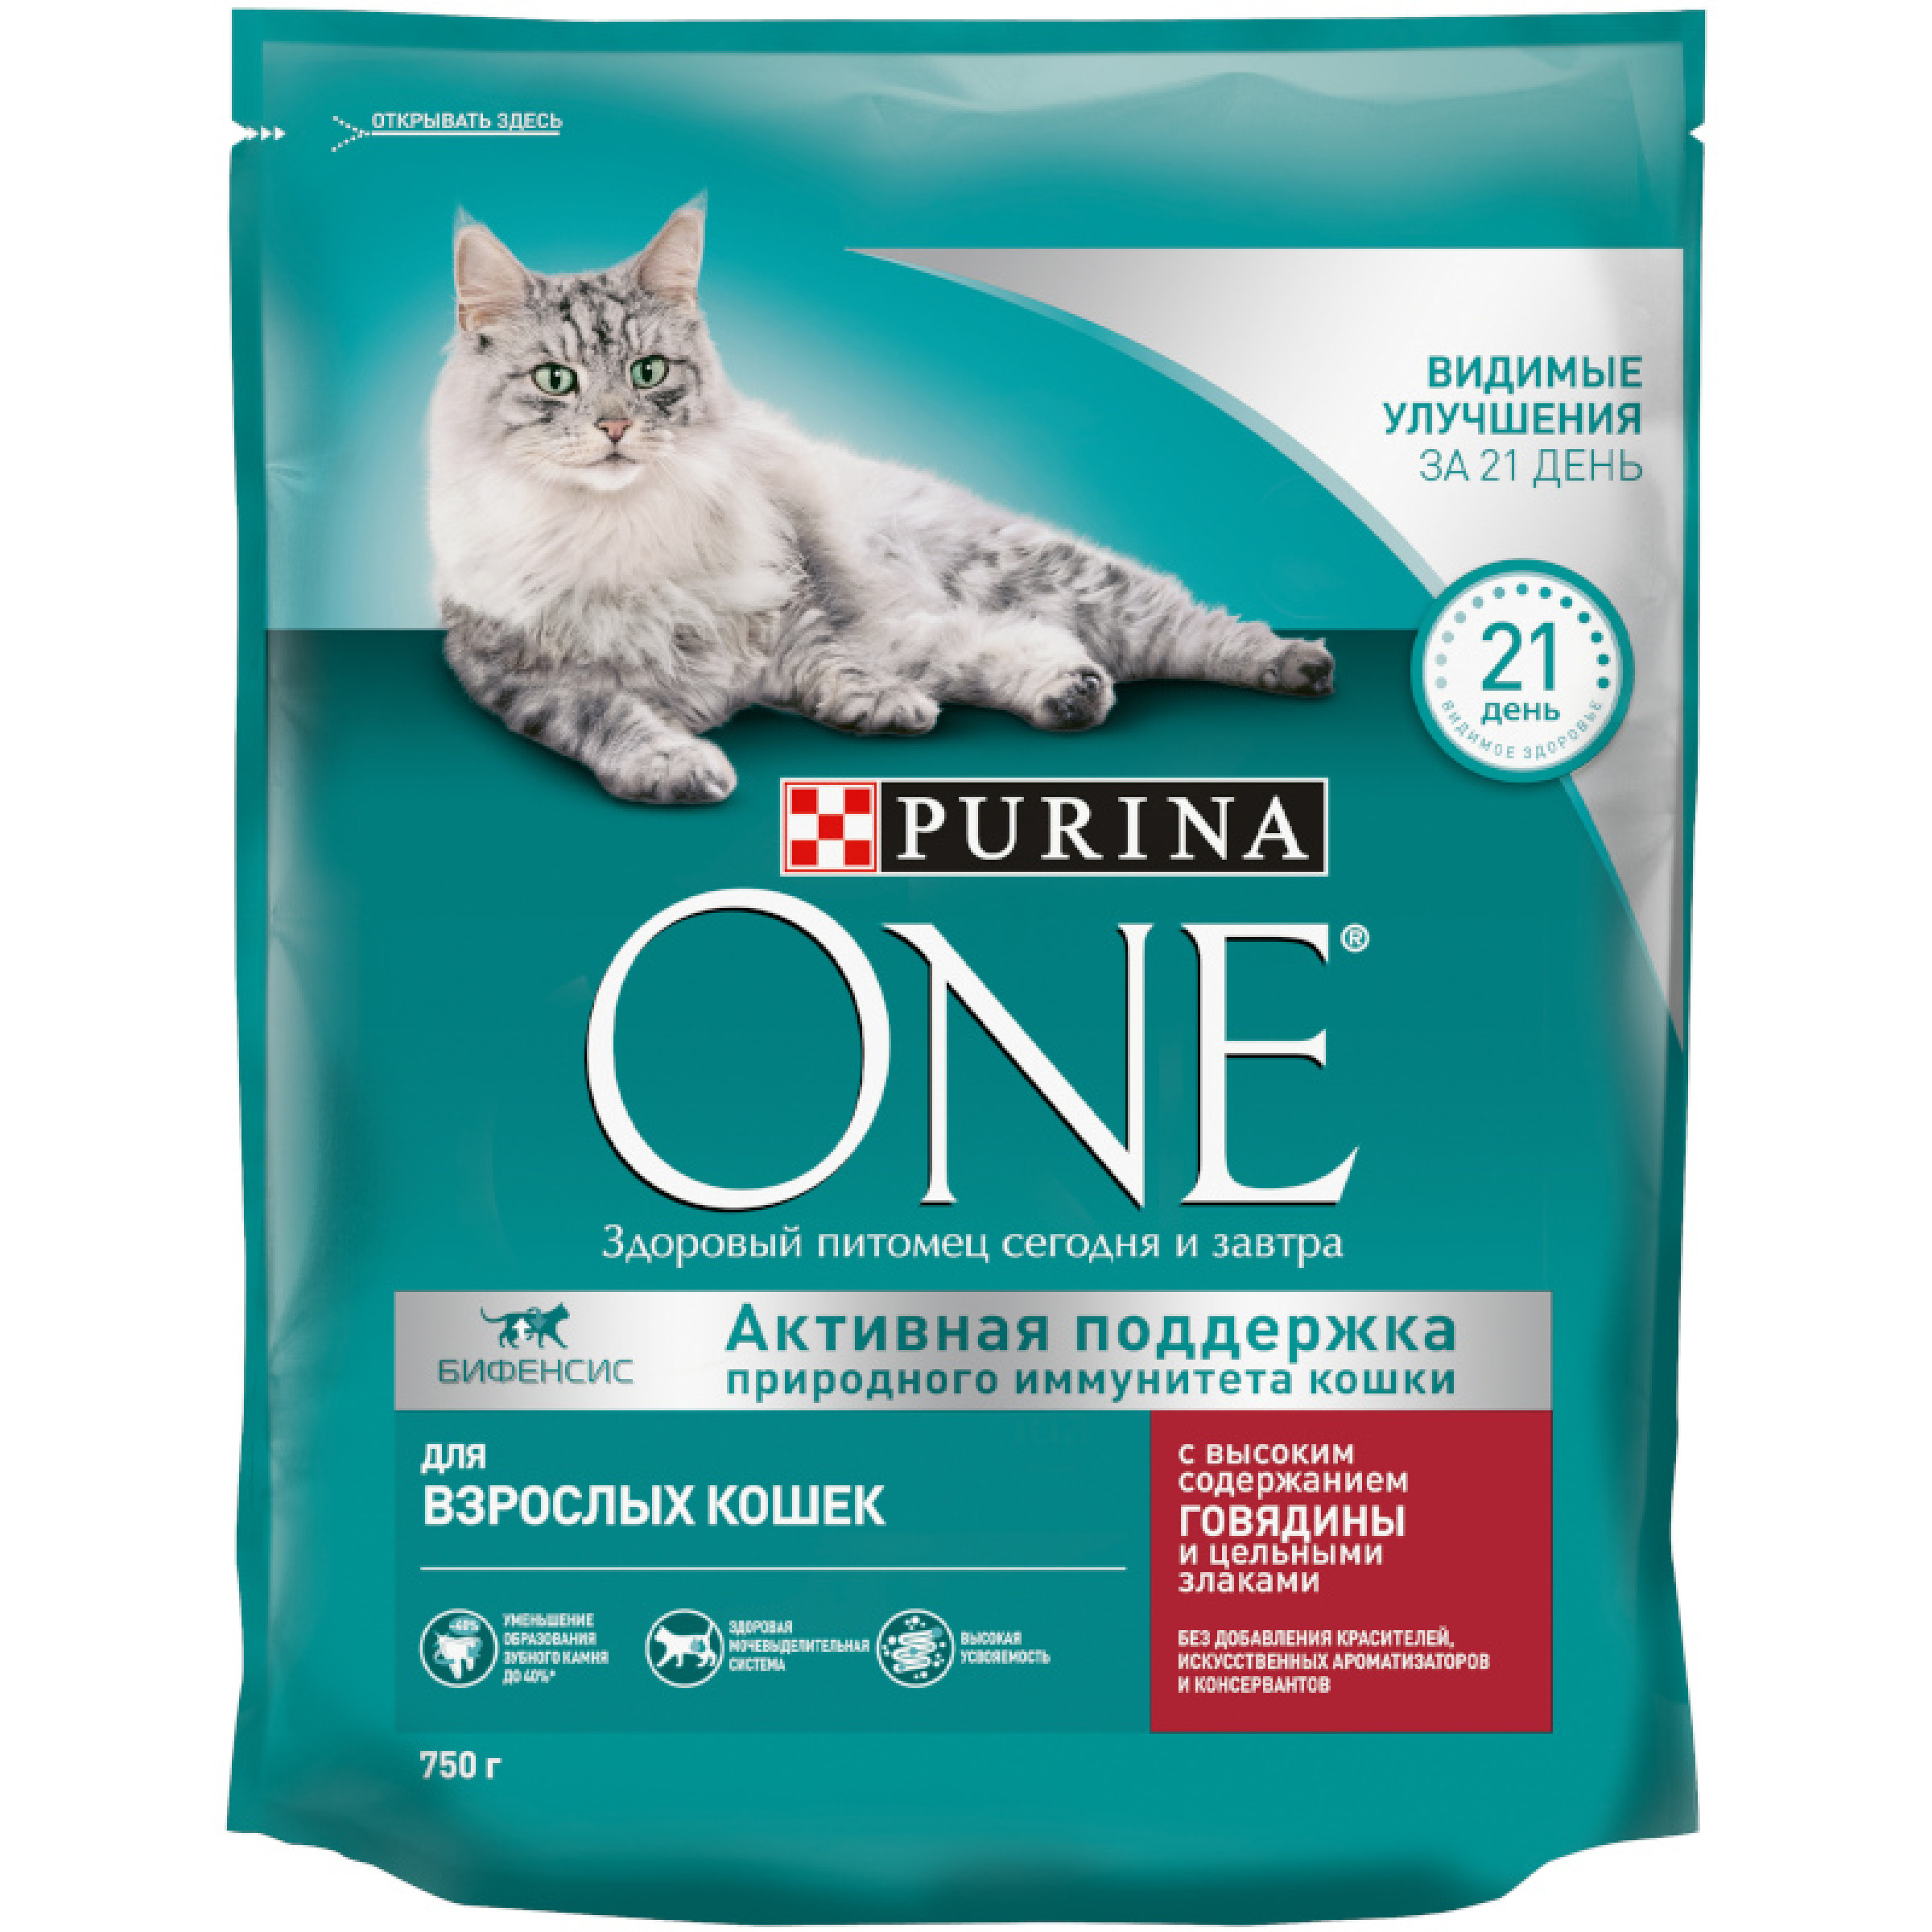 ОТКРЫВАТЬ ЗДЕСЬ
ВИДИМЫЕ
УЛУЧШЕНИЯ
ЗА 21 ДЕНЬ
21
день
ВИДИМОЕ ЗДОРОВЬЕ
PURINA
ONE®
Здоровый питомец сегодня и завтра
БИФЕНСИС
Активная поддержка
природного иммунитета кошки
ДЛЯ
ВЗРОСЛЫХ КОШЕК
с высоким
содержанием
ГОВЯДИНЫ
и цельными
злаками
-40%
УМЕНЬШЕНИЕ
ОБРАЗОВАНИЯ
ЗУБНОГО КАМНЯ
ДО 40%*
ЗДОРОВАЯ
МОЧЕВЫДЕЛИТЕЛЬНАЯ
СИСТЕМА
ВЫСОКАЯ
УСВОЯЕМОСТЬ
БЕЗ ДОБАВЛЕНИЯ КРАСИТЕЛЕЙ,
ИСКУССТВЕННЫХ АРОМАТИЗАТОРОВ
И КОНСЕРВАНТОВ
750 г